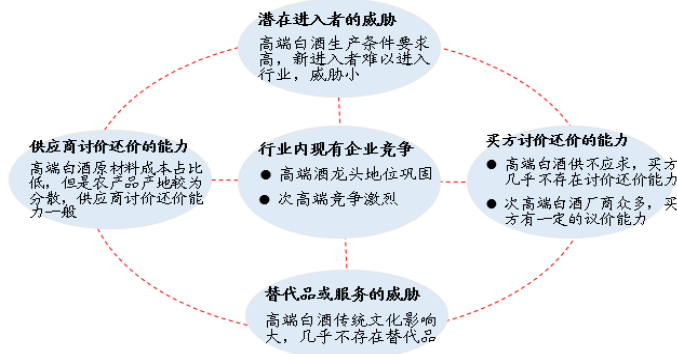 潜在进入者的威胁
高端白酒生产条件要求
高，新进入者难以进入
行业，威胁小
供应商讨价还价的能力
高端白酒原材料成本占比
低，但是农产品产地较为
分散，供应商讨价还价能
力一般
行业内现有企业竞争
● 高端酒龙头地位巩固
● 次高端竞争激烈
买方讨价还价的能力
● 高端白酒供不应求，买方
几乎不存在讨价还价能力
● 次高端白酒厂商众多，买
方有一定的议价能力
替代品或服务的威胁
高端白酒传统文化影响
大，几乎不存在替代品